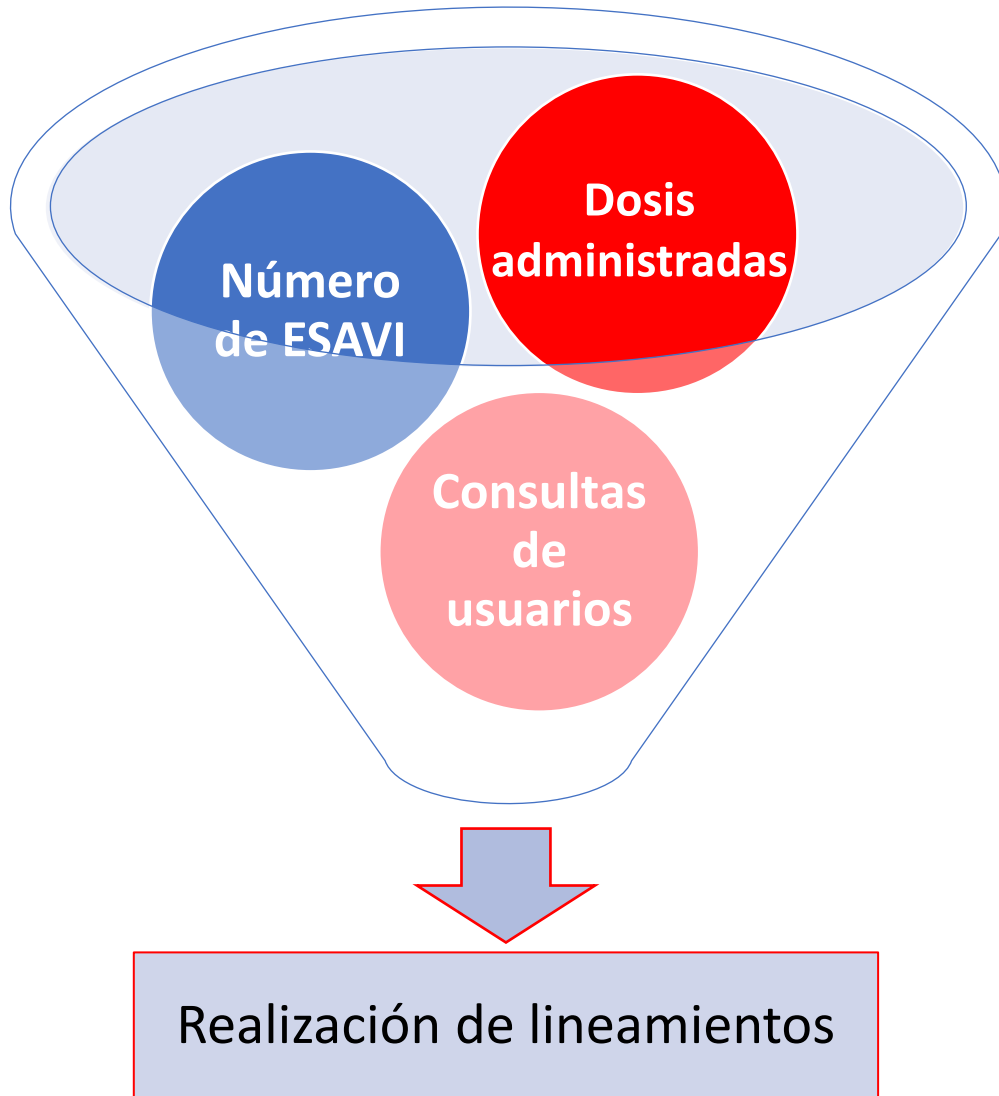 Dosis
administradas
Número
de ESAVI
Consultas
de
usuarios
Realización de lineamientos